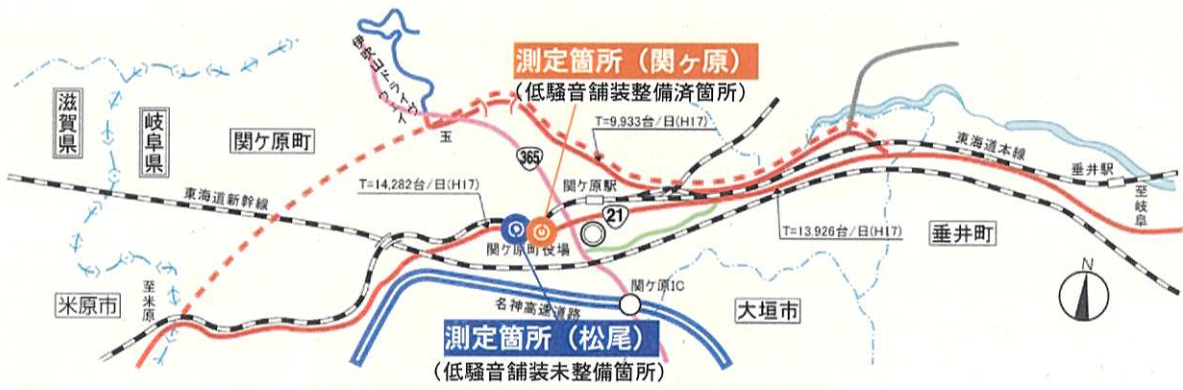 測定箇所（関ヶ原）
（低騒音舗装整備済箇所）
伊吹山ドライブウェイ
滋賀県
岐阜県
関ケ原町
玉
T=9,933台/日(H17)
365
東海道本線
垂井駅
至岐阜
東海道新幹線
T=14,282台/日(H17)
関ケ原駅
21
関ケ原町役場
T=13,926台/日(H17)
垂井町
N
米原市
至米原
名神高速道路
関ケ原IC
大垣市
測定箇所（松尾）
（低騒音舗装未整備箇所）